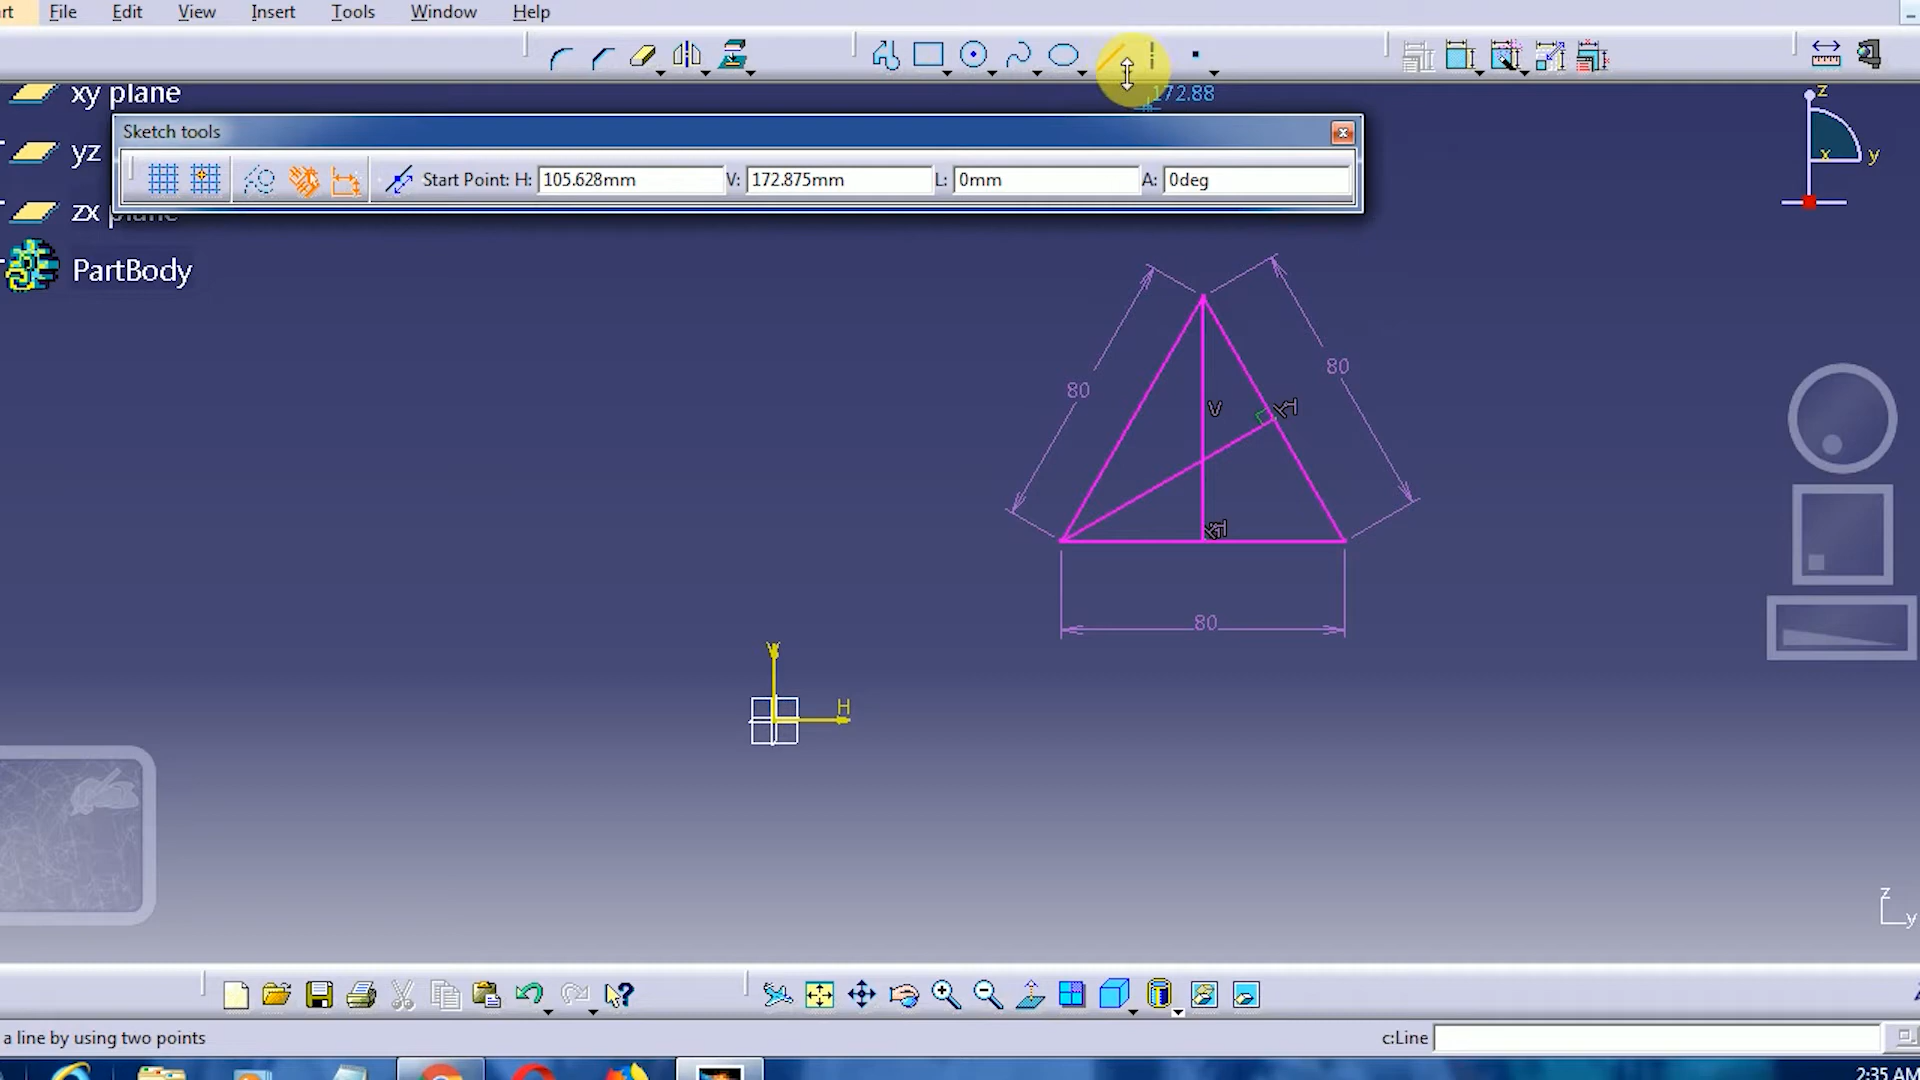 rt File Edit View Insert Tools Window Help
xy plane
172.88
z
Sketch tools
yz
x y
Start Point: H: 105.628mm V: 172.875mm L: 0mm A: 0deg
zx plane
PartBody
80
80
V
80
V
H
z
y
a line by using two points
c:Line
2:35 AM